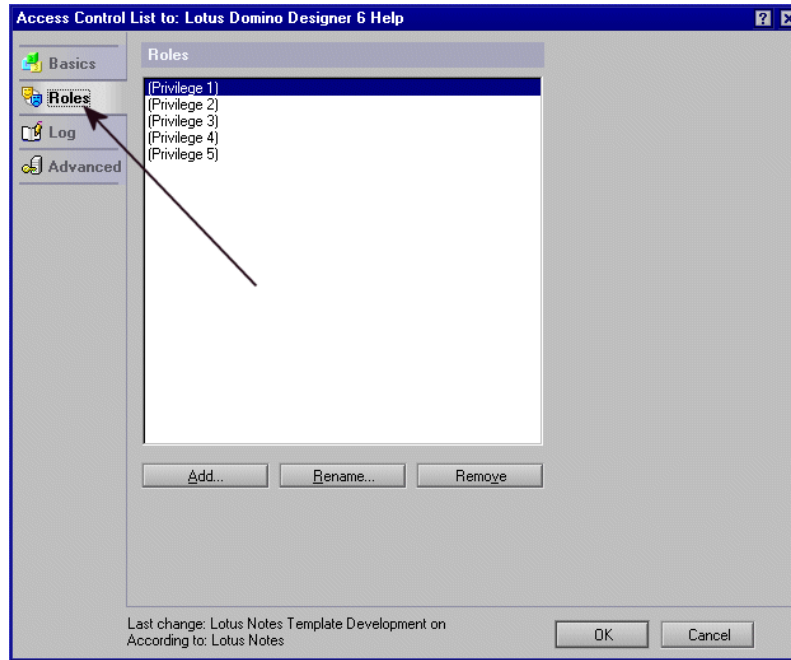 Access Control List to: Lotus Domino Designer 6 Help
Basics
Roles
Log
Advanced
Roles
(Privilege 1)
(Privilege 2)
(Privilege 3)
(Privilege 4)
(Privilege 5)
Add... Rename... Remove
Last change: Lotus Notes Template Development on
According to: Lotus Notes
OK Cancel